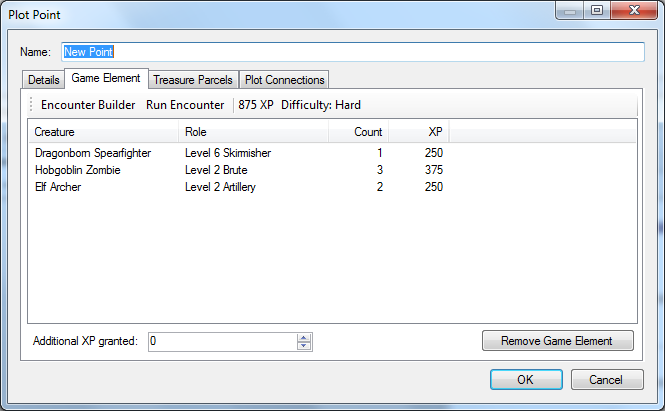 Plot Point
Name: New Point
Details Game Element Treasure Parcels Plot Connections
Encounter Builder Run Encounter 875 XP Difficulty: Hard
Creature Role Count XP
Dragonborn Spearfighter Level 6 Skirmisher 1 250
Hobgoblin Zombie Level 2 Brute 3 375
Elf Archer Level 2 Artillery 2 250
Additional XP granted: 0 Remove Game Element
OK Cancel